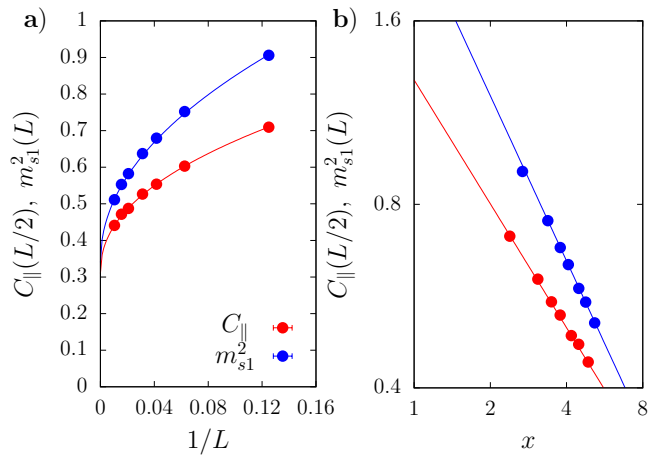 a)
C∥(L/2), m²s1(L)
1
0.9
0.8
0.7
0.6
0.5
0.4
0.3
0.2
0.1
0
C∥
m²s1
0 0.04 0.08 0.12 0.16
1/L
b)
C∥(L/2), m²s1(L)
1.6
0.8
0.4
1 2 4 8
x